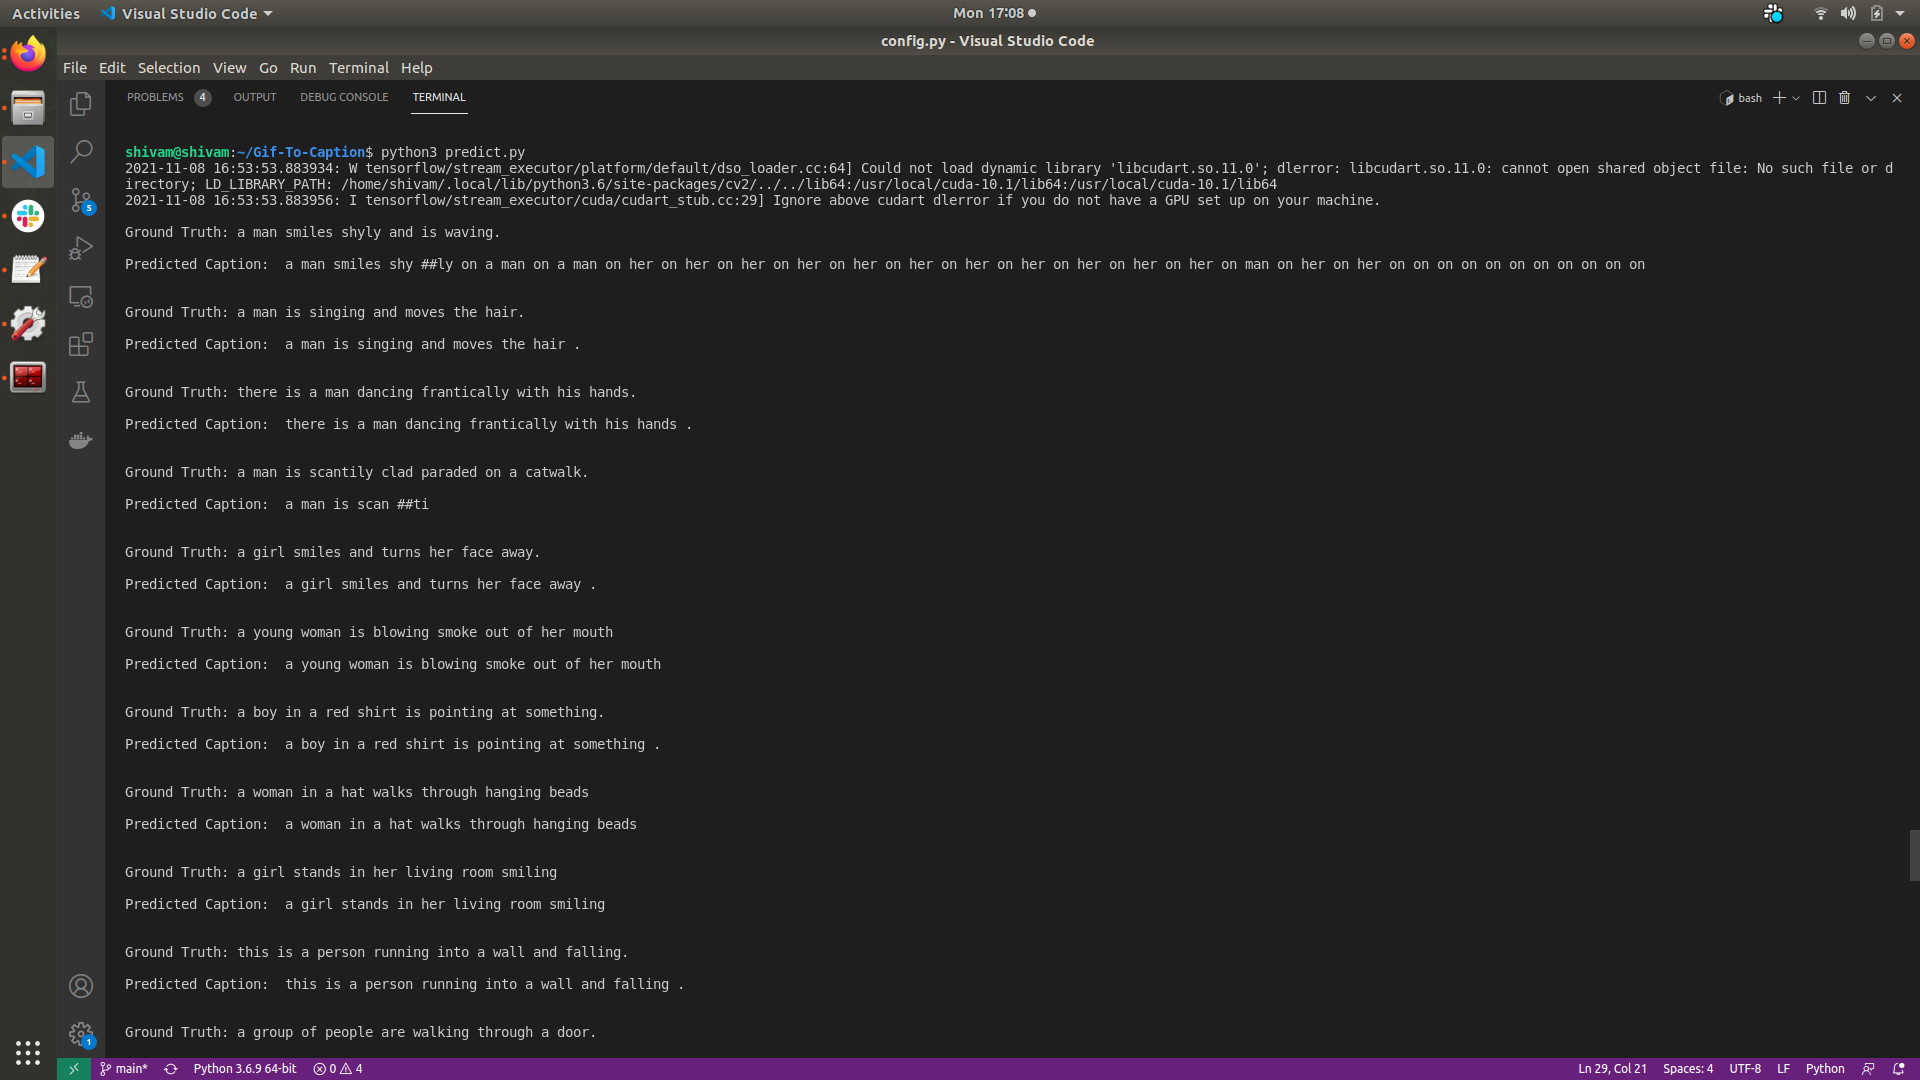 Activities Visual Studio Code Mon 17:08
config.py - Visual Studio Code
File Edit Selection View Go Run Terminal Help
PROBLEMS 4 OUTPUT DEBUG CONSOLE TERMINAL bash
shivam@shivam:~/Gif-To-Caption$ python3 predict.py
2021-11-08 16:53:53.883934: W tensorflow/stream_executor/platform/default/dso_loader.cc:64] Could not load dynamic library 'libcudart.so.11.0'; dlerror: libcudart.so.11.0: cannot open shared object file: No such file or d
irectory; LD_LIBRARY_PATH: /home/shivam/.local/lib/python3.6/site-packages/cv2/../../lib64:/usr/local/cuda-10.1/lib64:/usr/local/cuda-10.1/lib64
2021-11-08 16:53:53.883956: I tensorflow/stream_executor/cuda/cudart_stub.cc:29] Ignore above cudart dlerror if you do not have a GPU set up on your machine.
Ground Truth: a man smiles shyly and is waving.
Predicted Caption:  a man smiles shy ##ly on a man on a man on her on her on her on her on her on her on her on her on her on her on her on man on her on her on on on on on on on on on on on
Ground Truth: a man is singing and moves the hair.
Predicted Caption:  a man is singing and moves the hair .
Ground Truth: there is a man dancing frantically with his hands.
Predicted Caption:  there is a man dancing frantically with his hands .
Ground Truth: a man is scantily clad paraded on a catwalk.
Predicted Caption:  a man is scan ##ti
Ground Truth: a girl smiles and turns her face away.
Predicted Caption:  a girl smiles and turns her face away .
Ground Truth: a young woman is blowing smoke out of her mouth
Predicted Caption:  a young woman is blowing smoke out of her mouth
Ground Truth: a boy in a red shirt is pointing at something.
Predicted Caption:  a boy in a red shirt is pointing at something .
Ground Truth: a woman in a hat walks through hanging beads
Predicted Caption:  a woman in a hat walks through hanging beads
Ground Truth: a girl stands in her living room smiling
Predicted Caption:  a girl stands in her living room smiling
Ground Truth: this is a person running into a wall and falling.
Predicted Caption:  this is a person running into a wall and falling .
Ground Truth: a group of people are walking through a door.
5
1
main* Python 3.6.9 64-bit 0 4 Ln 29, Col 21 Spaces: 4 UTF-8 LF Python